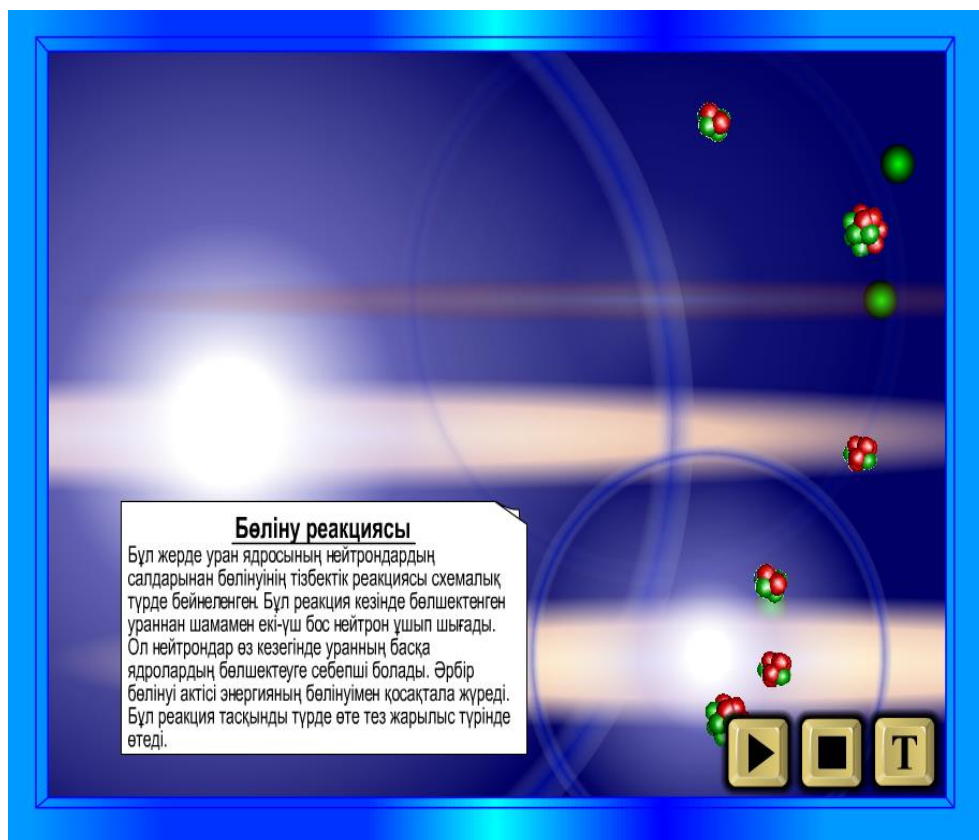 Бөліну реакциясы
Бұл жерде уран ядросының нейтрондардың
салдарынан бөлінуінің тізбектік реакциясы схемалық
түрде бейнеленген. Бұл реакция кезінде бөлшектенген
ураннан шамамен екі-үш бос нейтрон ұшып шығады.
Ол нейтрондар өз кезегінде уранның басқа
ядролардың бөлшектеуге себепші болады. Әрбір
бөлінуі актісі энергияның бөлінуімен қосақтала жүреді.
Бұл реакция тасқынды түрде өте тез жарылыс түрінде
өтеді.
T